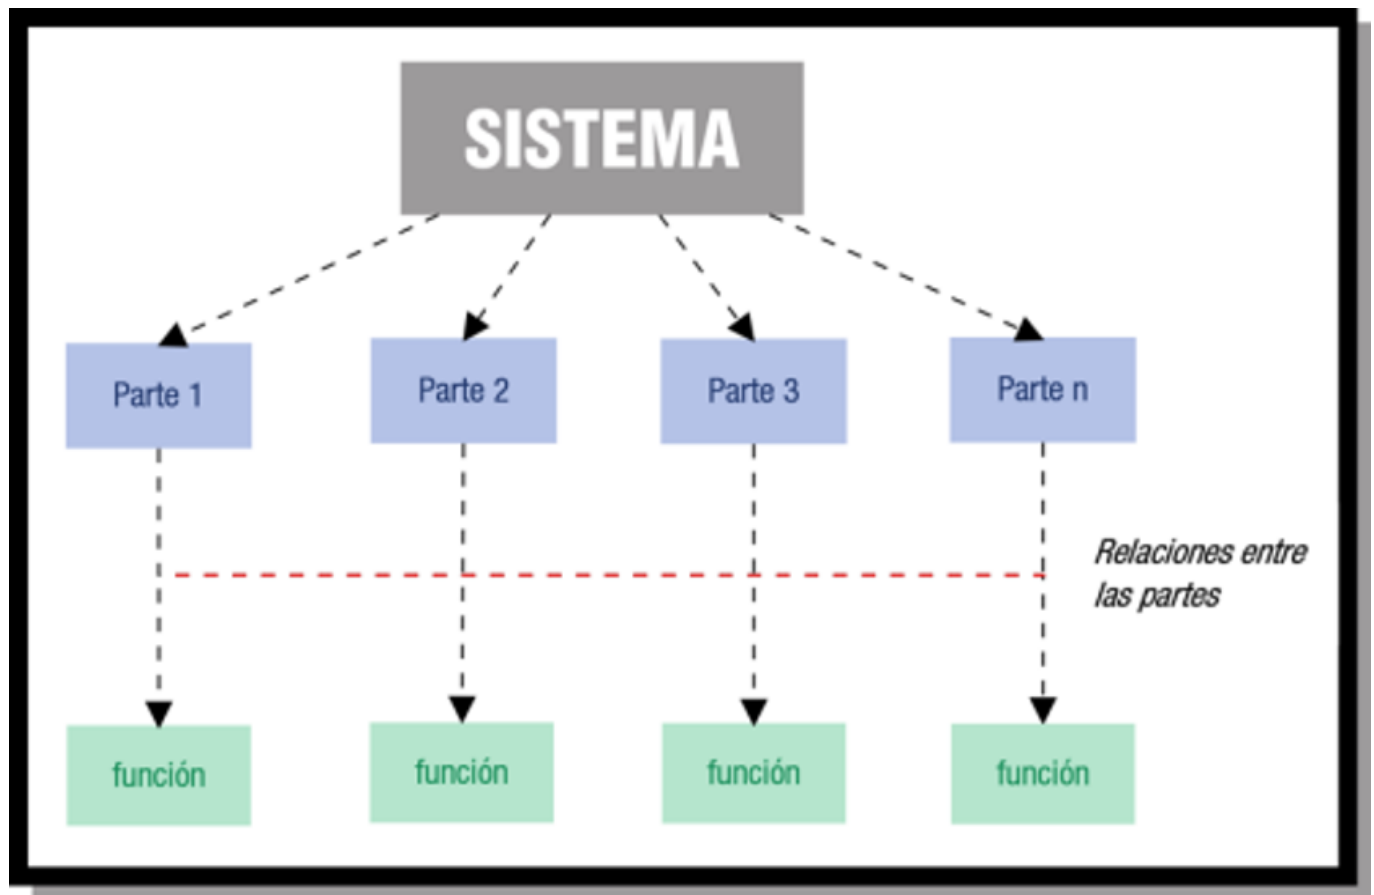 SISTEMA
Parte 1
Parte 2
Parte 3
Parte n
Relaciones entre
las partes
función
función
función
función